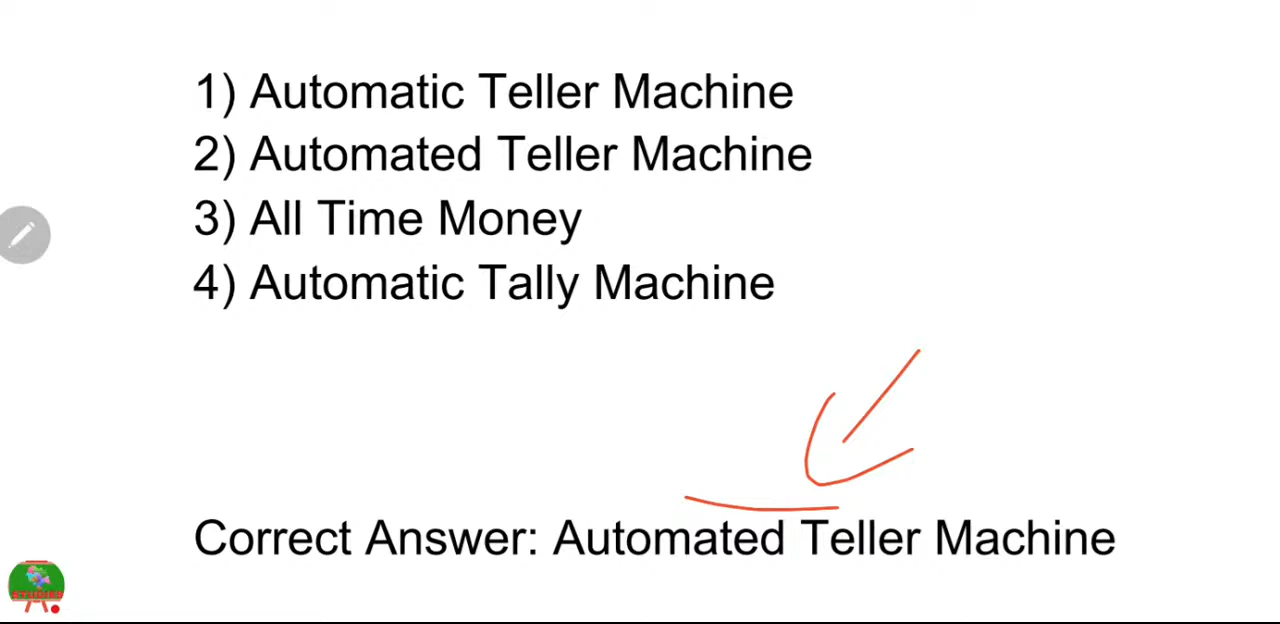 1) Automatic Teller Machine
2) Automated Teller Machine
3) All Time Money
4) Automatic Tally Machine
Correct Answer: Automated Teller Machine
STUDIES